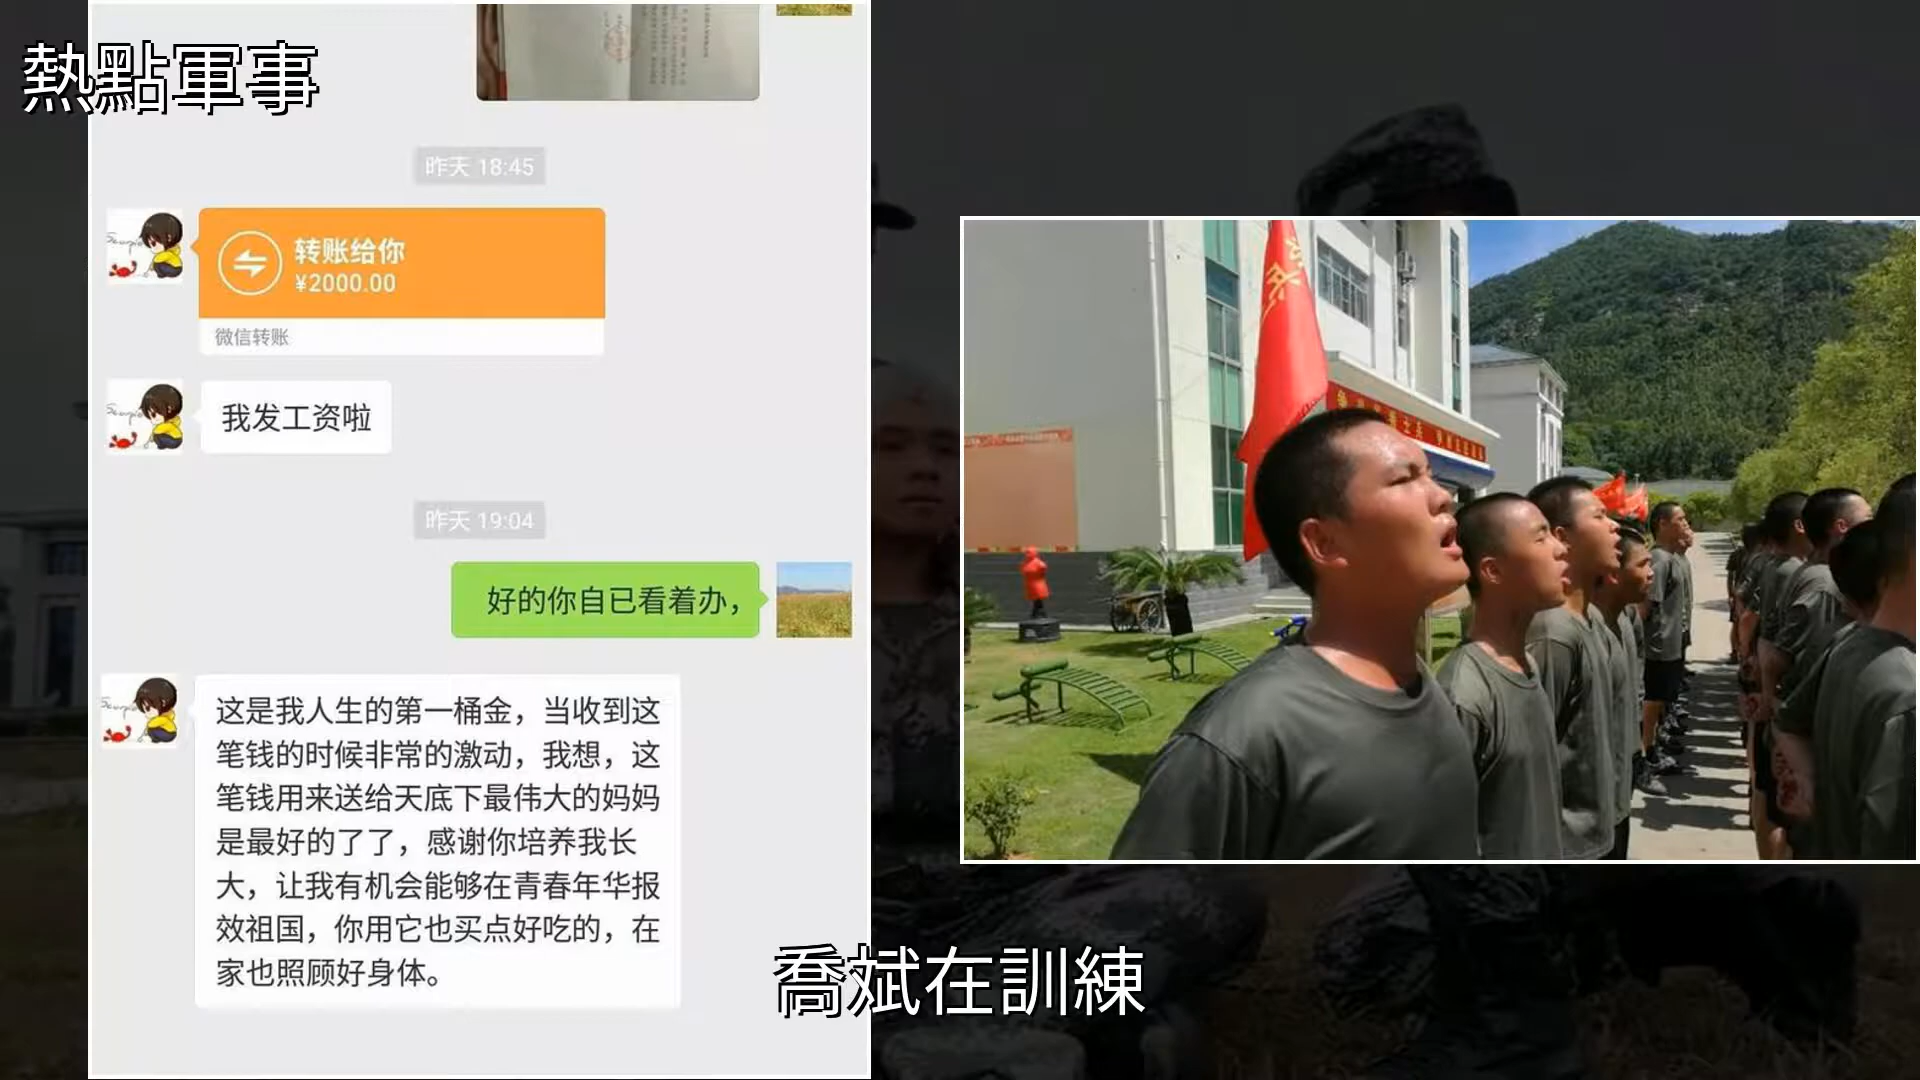 熱點軍事
昨天 18:45
转账给你
¥2000.00
微信转账
我发工资啦
昨天 19:04
好的你自已看着办，
这是我人生的第一桶金，当收到这
笔钱的时候非常的激动，我想，这
笔钱用来送给天底下最伟大的妈妈
是最好的了了，感谢你培养我长
大，让我有机会能够在青春年华报
效祖国，你用它也买点好吃的，在
家也照顾好身体。
喬斌在訓練